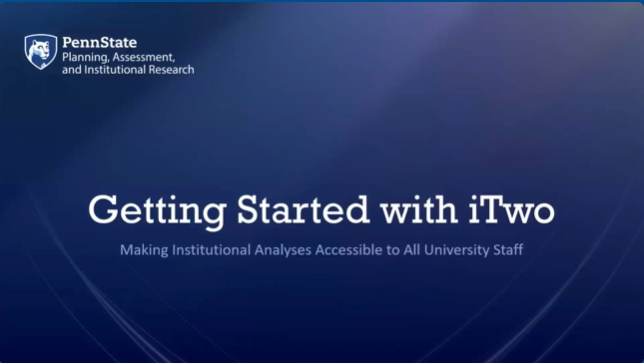 PennState
Planning, Assessment,
and Institutional Research
Getting Started with iTwo
Making Institutional Analyses Accessible to All University Staff